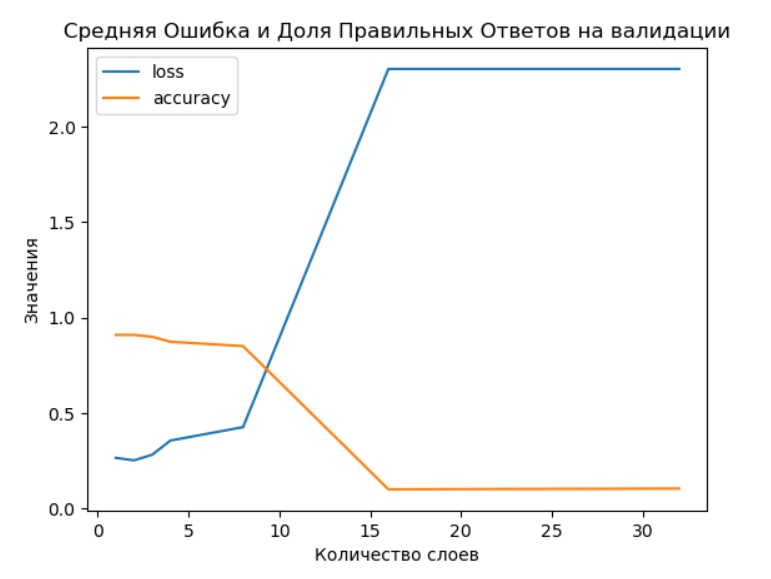 Средняя Ошибка и Доля Правильных Ответов на валидации
loss
accuracy
2.0
1.5
1.0
0.5
0.0
Значения
0 5 10 15 20 25 30
Количество слоев